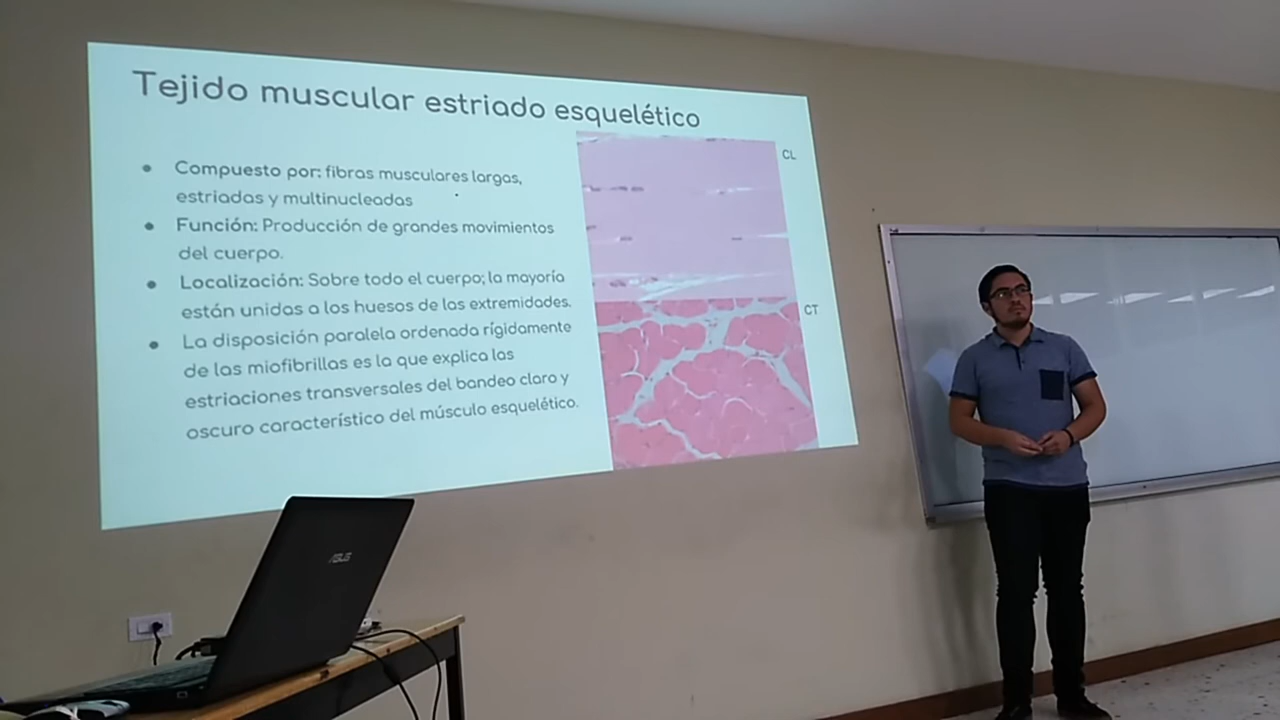 Tejido muscular estriado esquelético
Compuesto por: fibras musculares largas,
estriadas y multinucleadas
Función: Producción de grandes movimientos
del cuerpo.
Localización: Sobre todo el cuerpo; la mayoría
están unidas a los huesos de las extremidades.
La disposición paralela ordenada rígidamente
de las miofibrillas es la que explica las
estriaciones transversales del bandeo claro y
oscuro característico del músculo esquelético.
CL
CT
ASUS